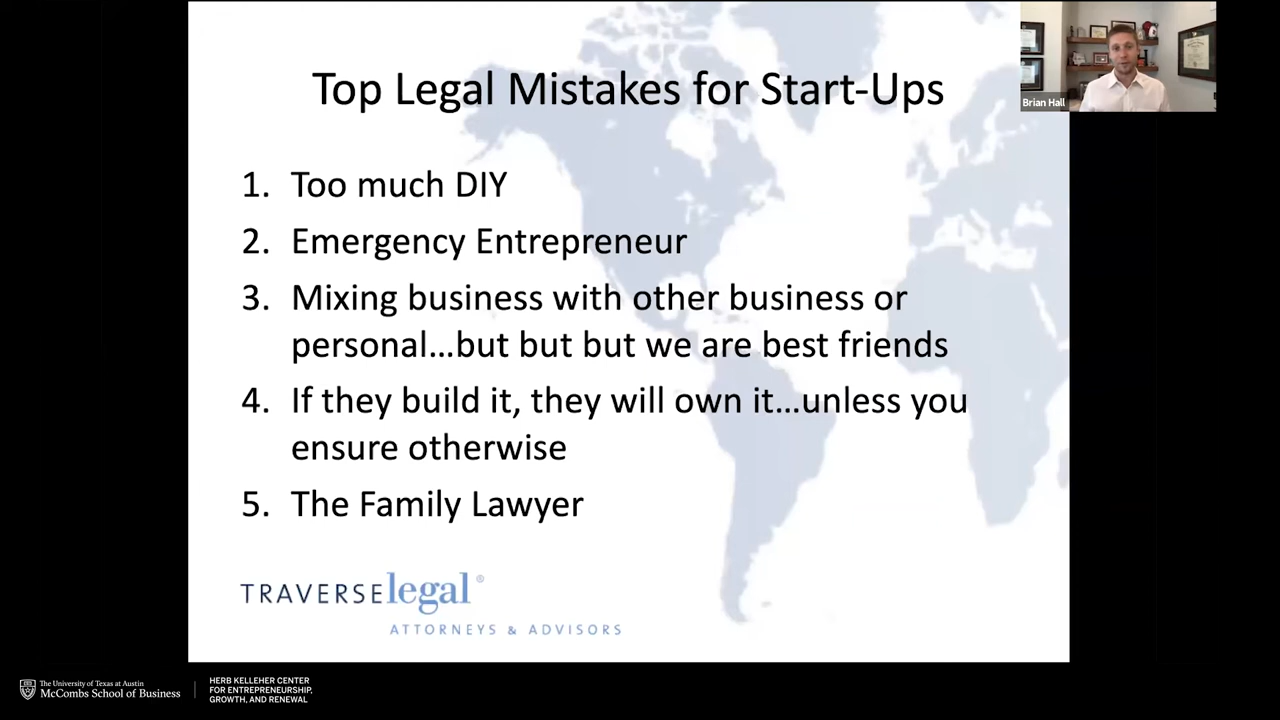 Top Legal Mistakes for Start-Ups
Brian Hall
1. Too much DIY
2. Emergency Entrepreneur
3. Mixing business with other business or
personal...but but but we are best friends
4. If they build it, they will own it...unless you
ensure otherwise
5. The Family Lawyer
TRAVERSE legal ®
ATTORNEYS & ADVISORS
The University of Texas at Austin
McCombs School of Business
HERB KELLEHER CENTER
FOR ENTREPRENEURSHIP,
GROWTH, AND RENEWAL